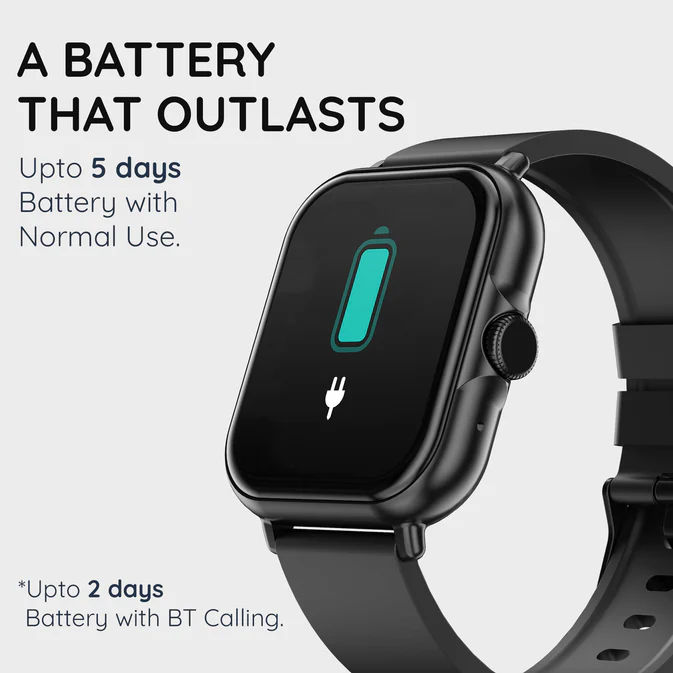 A BATTERY
THAT OUTLASTS
Upto 5 days
Battery with
Normal Use.
*Upto 2 days
Battery with BT Calling.